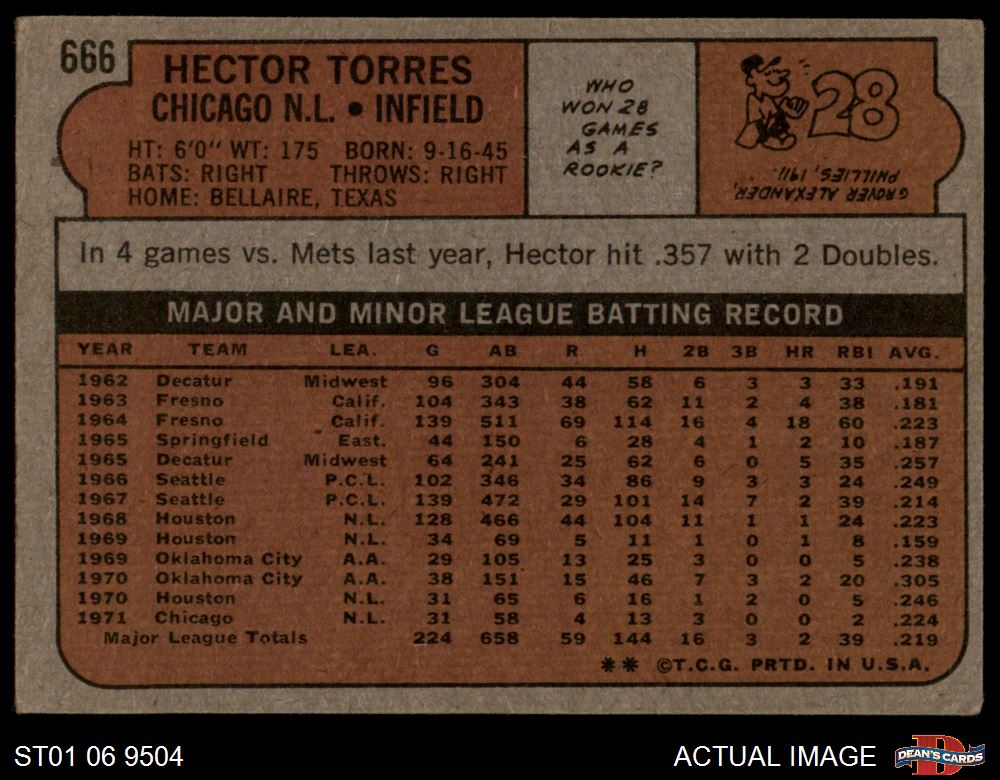 666
HECTOR TORRES
CHICAGO N.L. • INFIELD
HT: 6'0" WT: 175 BORN: 9-16-45
BATS: RIGHT THROWS: RIGHT
HOME: BELLAIRE, TEXAS
WHO
WON 28
GAMES
AS A
ROOKIE?
28
GROVER ALEXANDER,
PHILLIES, 1911.
In 4 games vs. Mets last year, Hector hit .357 with 2 Doubles.
MAJOR AND MINOR LEAGUE BATTING RECORD
YEAR TEAM LEA. G AB R H 2B 3B HR RBI AVG.
1962 Decatur Midwest 96 304 44 58 6 3 3 33 .191
1963 Fresno Calif. 104 343 38 62 11 2 4 38 .181
1964 Fresno Calif. 139 511 69 114 16 4 18 60 .223
1965 Springfield East. 44 150 6 28 4 1 2 10 .187
1965 Decatur Midwest 64 241 25 62 6 0 5 35 .257
1966 Seattle P.C.L. 102 346 34 86 9 3 3 24 .249
1967 Seattle P.C.L. 139 472 29 101 14 7 2 39 .214
1968 Houston N.L. 128 466 44 104 11 1 1 24 .223
1969 Houston N.L. 34 69 5 11 1 0 1 8 .159
1969 Oklahoma City A.A. 29 105 13 25 3 0 0 5 .238
1970 Oklahoma City A.A. 38 151 15 46 7 3 2 20 .305
1970 Houston N.L. 31 65 6 16 1 2 0 5 .246
1971 Chicago N.L. 31 58 4 13 3 0 0 2 .224
Major League Totals 224 658 59 144 16 3 2 39 .219
** ©T.C.G. PRTD. IN U.S.A.
ST01 06 9504
ACTUAL IMAGE
D
DEAN'S CARDS